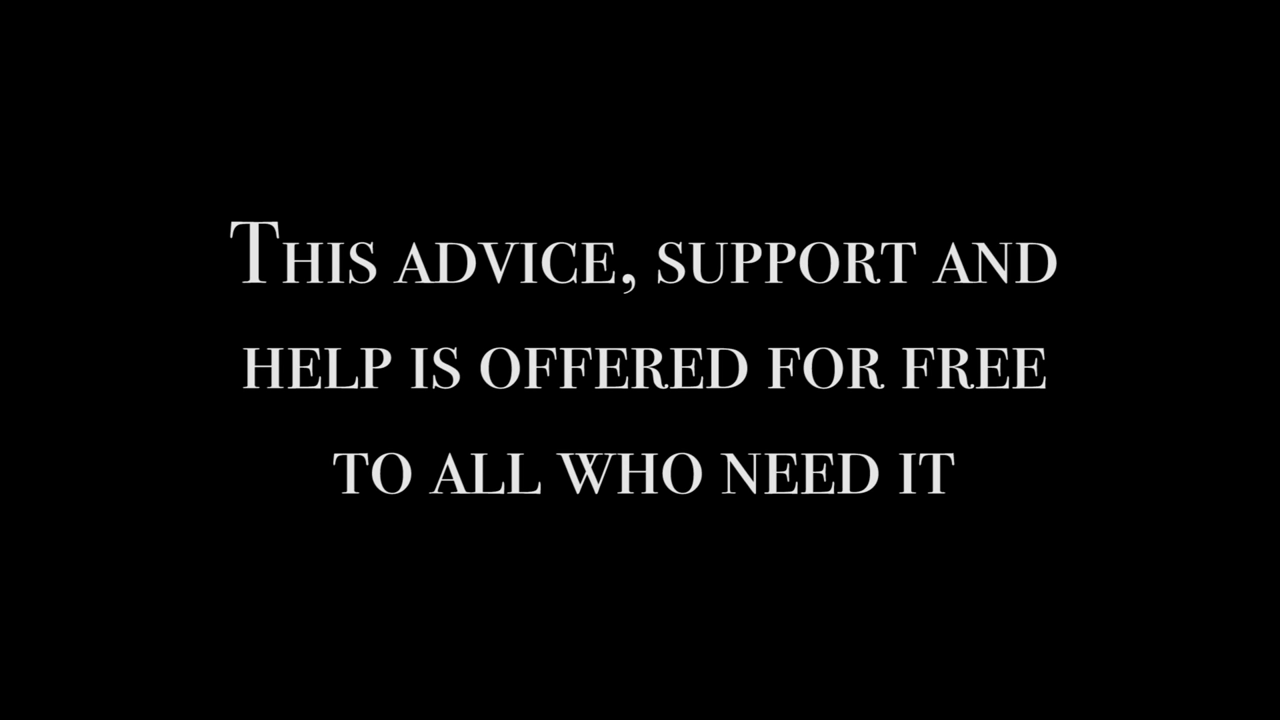 This advice, support and
help is offered for free
to all who need it